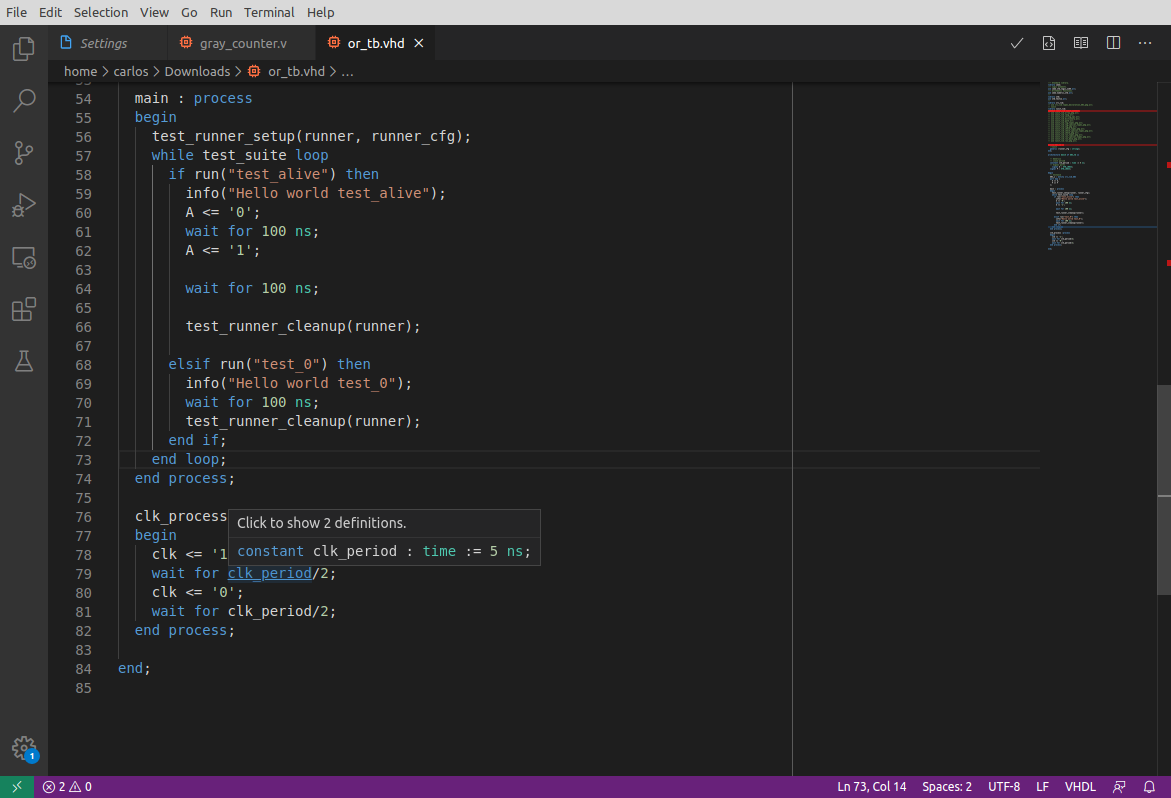 File Edit Selection View Go Run Terminal Help
Settings gray_counter.v or_tb.vhd
home > carlos > Downloads > or_tb.vhd > ...
54 main : process
55 begin
56 test_runner_setup(runner, runner_cfg);
57 while test_suite loop
58 if run("test_alive") then
59 info("Hello world test_alive");
60 A <= '0';
61 wait for 100 ns;
62 A <= '1';
63
64 wait for 100 ns;
65
66 test_runner_cleanup(runner);
67
68 elsif run("test_0") then
69 info("Hello world test_0");
70 wait for 100 ns;
71 test_runner_cleanup(runner);
72 end if;
73 end loop;
74 end process;
75
76 clk_process
Click to show 2 definitions.
77 begin
constant clk_period : time := 5 ns;
78 clk <= '1
79 wait for clk_period/2;
80 clk <= '0';
81 wait for clk_period/2;
82 end process;
83
84 end;
85
1
2 0 Ln 73, Col 14 Spaces: 2 UTF-8 LF VHDL